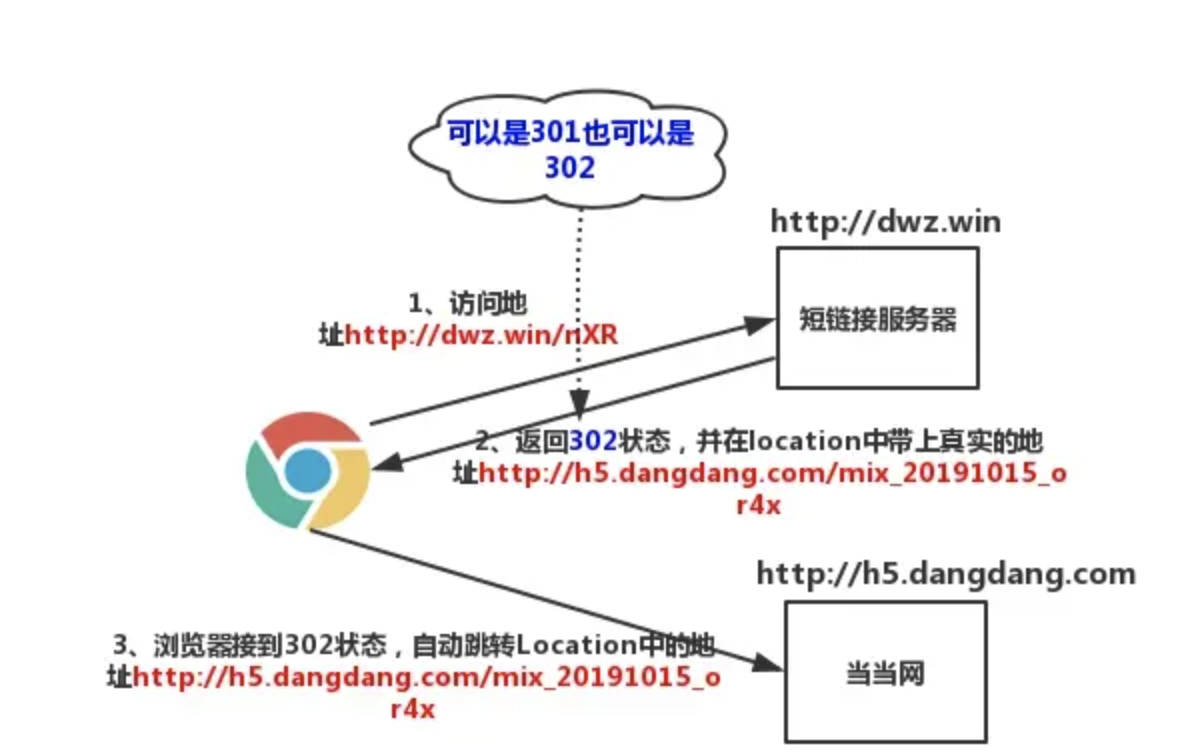 可以是301也可以是
302
http://dwz.win
1、访问地
址http://dwz.win/nXR
短链接服务器
2、返回302状态，并在location中带上真实的地
址http://h5.dangdang.com/mix_20191015_o
r4x
http://h5.dangdang.com
3、浏览器接到302状态，自动跳转Location中的地
址http://h5.dangdang.com/mix_20191015_o
r4x
当当网